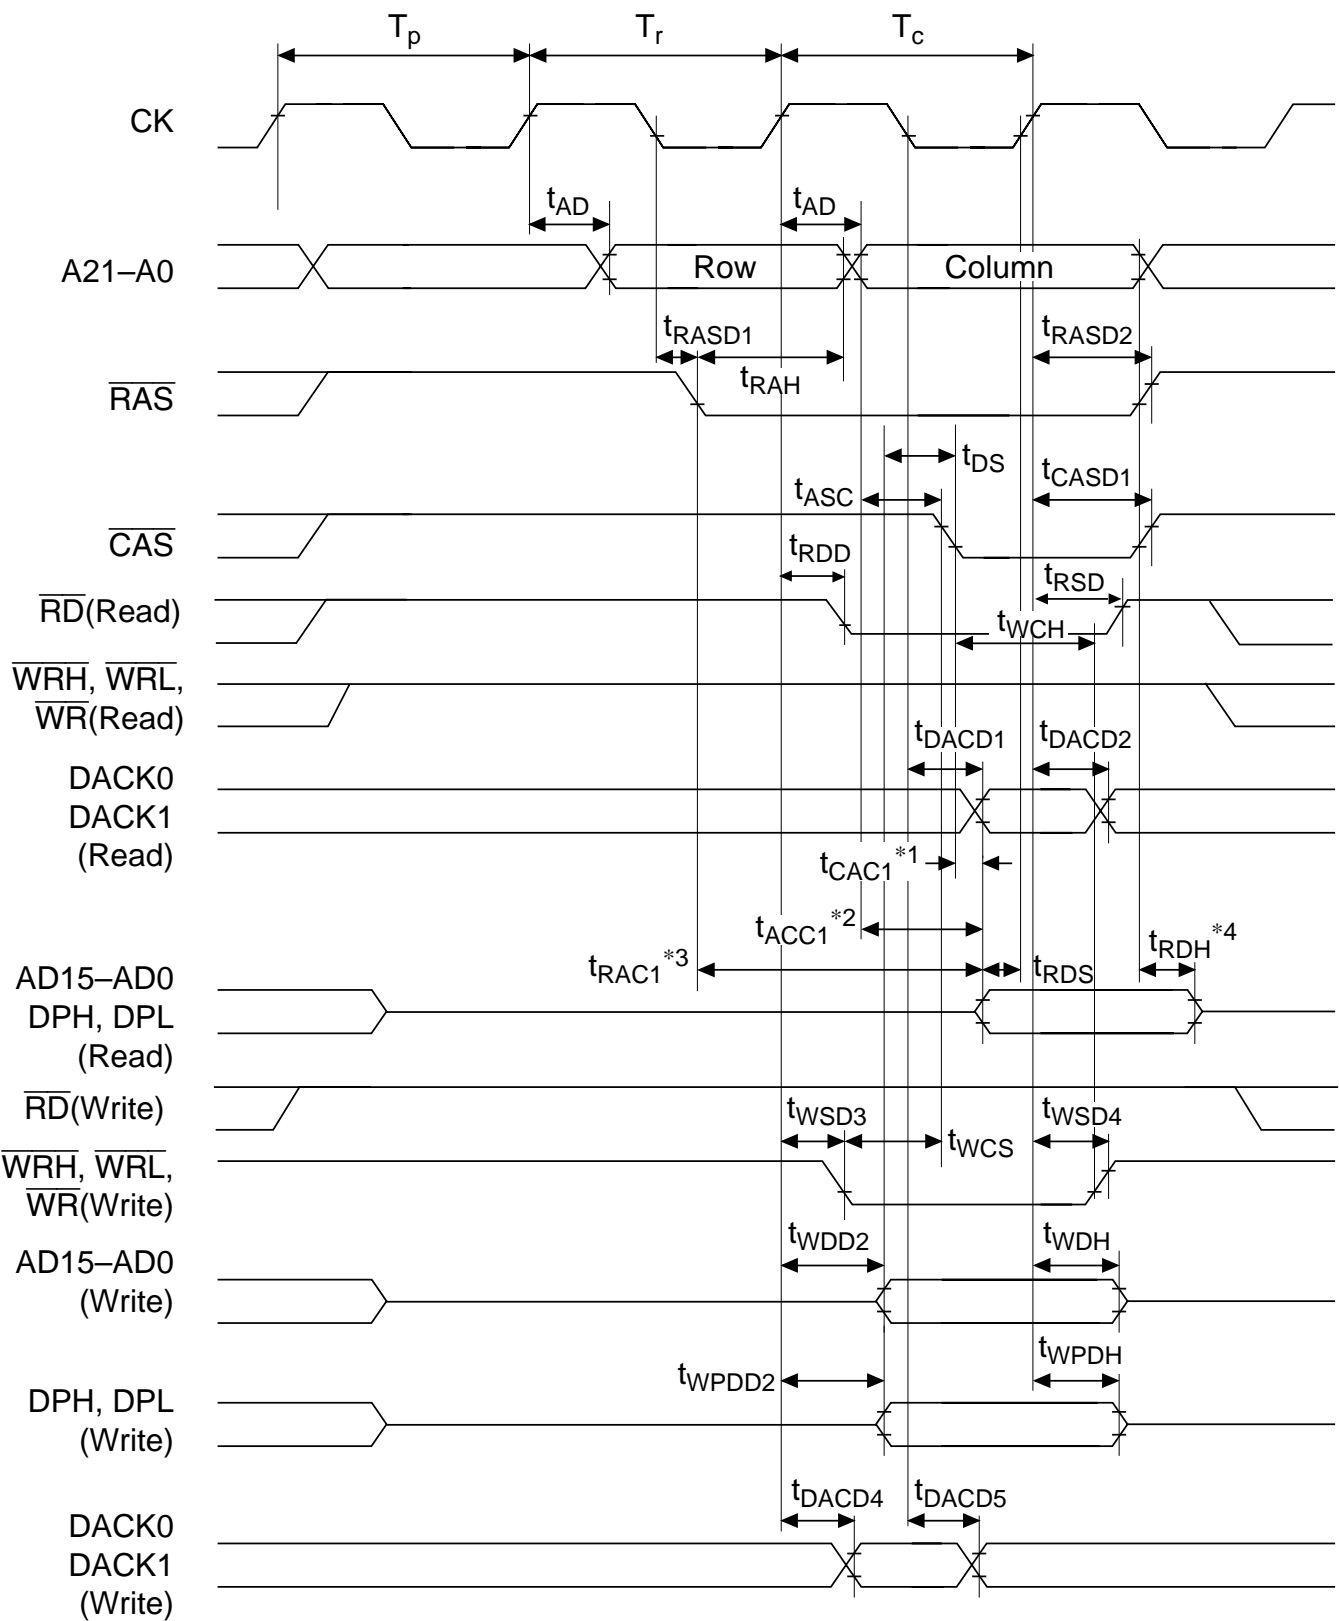 Tp Tr Tc
CK
tAD tAD
A21–A0 Row Column
tRASD1 tRASD2
tRAH
RAS
tDS
tCASD1
tASC
CAS
tRDD
tRSD
RD(Read)
tWCH
WRH, WRL,
WR(Read)
tDACD1 tDACD2
DACK0
DACK1
(Read)
tCAC1*1
tACC1*2
tRAC1*3 tRDS tRDH*4
AD15–AD0
DPH, DPL
(Read)
RD(Write)
tWSD3 tWSD4
tWCS
WRH, WRL,
WR(Write)
tWDD2 tWDH
AD15–AD0
(Write)
tWPDH
tWPDD2
DPH, DPL
(Write)
tDACD4 tDACD5
DACK0
DACK1
(Write)